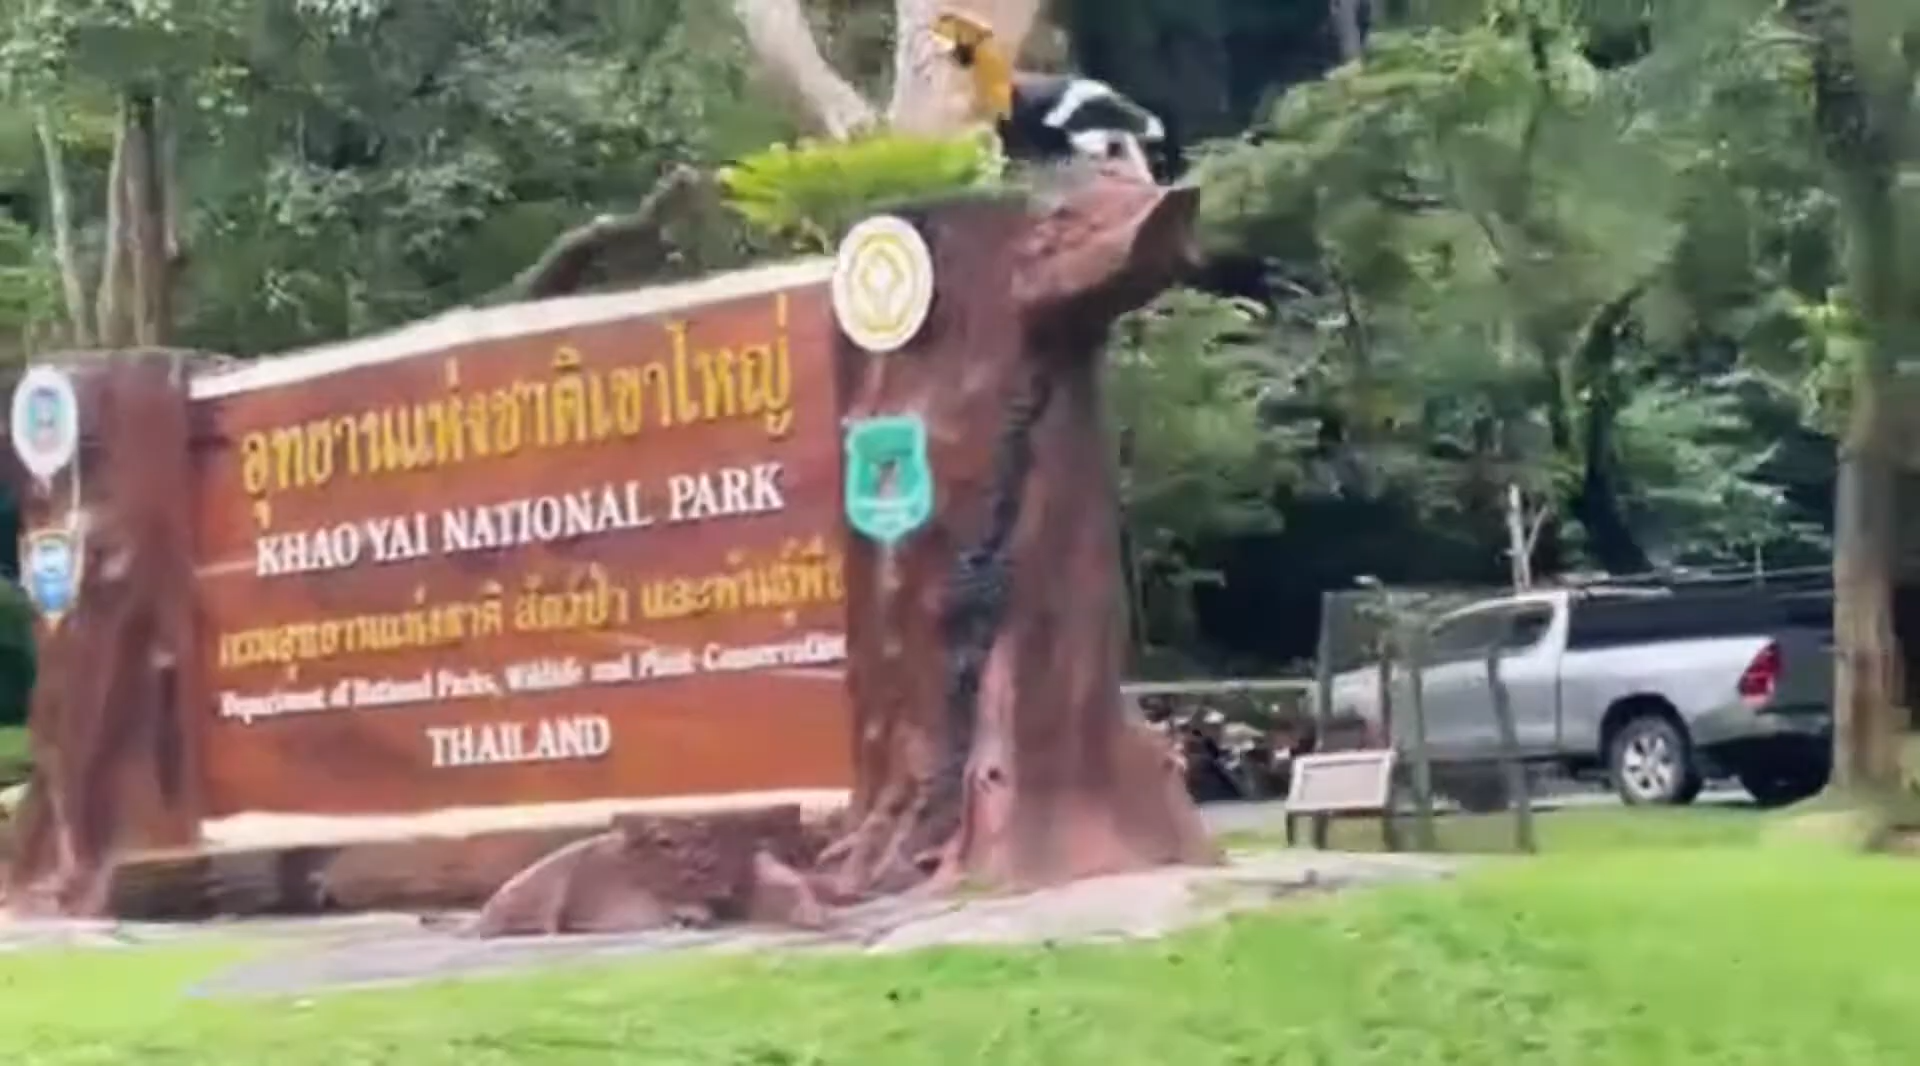 อุทยานแห่งชาติเขาใหญ่
KHAO YAI NATIONAL PARK
กรมอุทยานแห่งชาติ สัตว์ป่า และพันธุ์พืช
Department of National Parks, Wildlife and Plant Conservation
THAILAND